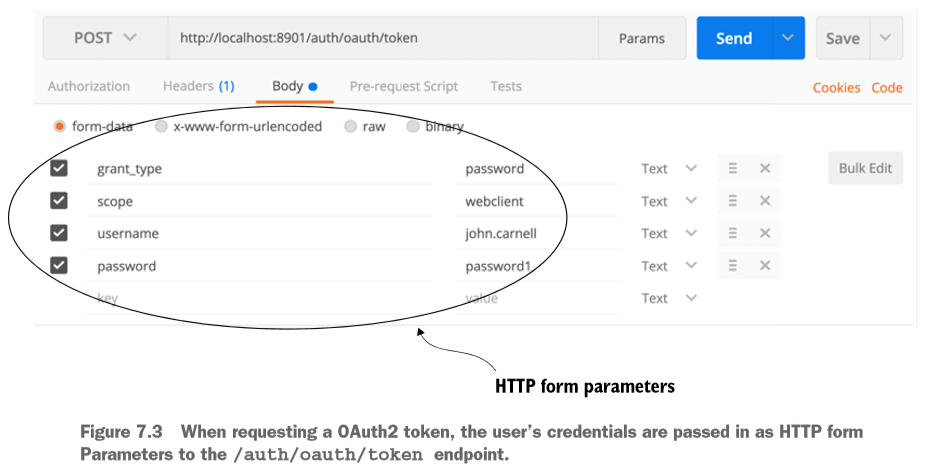 POST http://localhost:8901/auth/oauth/token Params Send Save
Authorization Headers (1) Body Pre-request Script Tests Cookies Code
form-data x-www-form-urlencoded raw binary
grant_type password Text Bulk Edit
scope webclient Text
username john.carnell Text
password password1 Text
key value Text
HTTP form parameters
Figure 7.3 When requesting a OAuth2 token, the user's credentials are passed in as HTTP form
Parameters to the /auth/oauth/token endpoint.